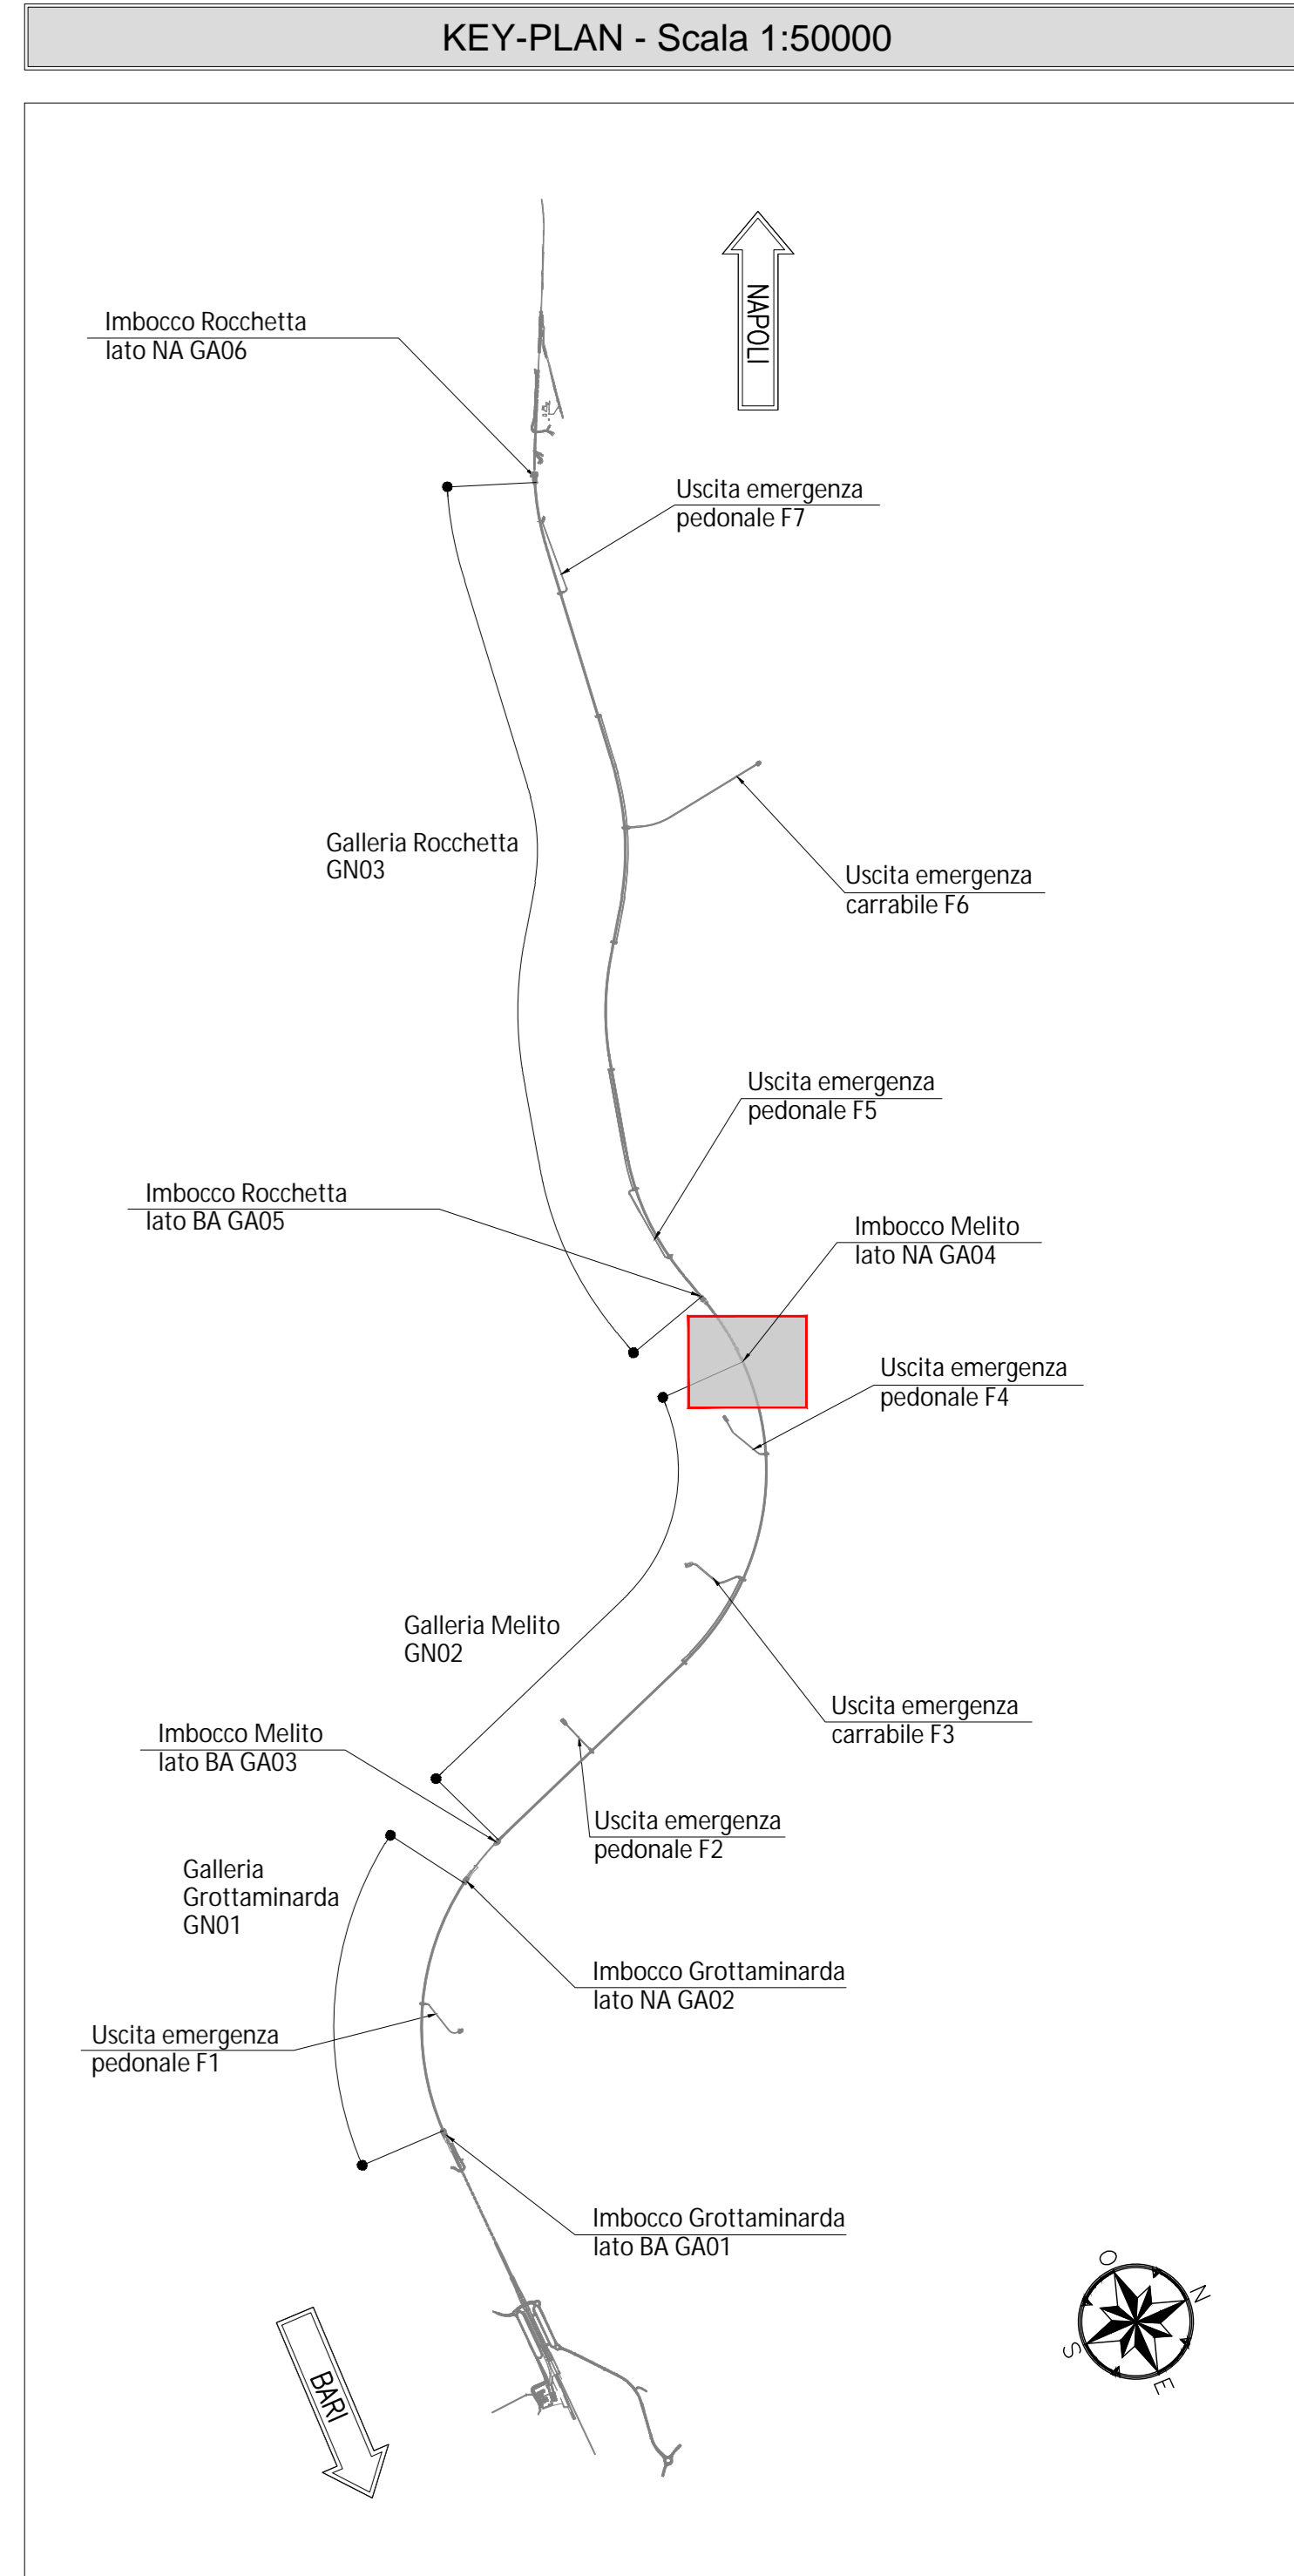 KEY-PLAN - Scala 1:50000
NAPOLI
Imbocco Rocchetta
lato NA GA06
Uscita emergenza
pedonale F7
Galleria Rocchetta
GN03
Uscita emergenza
carrabile F6
Uscita emergenza
pedonale F5
Imbocco Rocchetta
lato BA GA05
Imbocco Melito
lato NA GA04
Uscita emergenza
pedonale F4
Galleria Melito
GN02
Uscita emergenza
carrabile F3
Imbocco Melito
lato BA GA03
Uscita emergenza
pedonale F2
Galleria
Grottaminarda
GN01
Imbocco Grottaminarda
lato NA GA02
Uscita emergenza
pedonale F1
Imbocco Grottaminarda
lato BA GA01
O
N
S
E
BARI